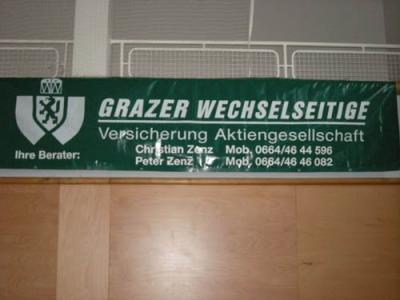 GRAZER WECHSELSEITIGE
Versicherung Aktiengesellschaft
Ihre Berater:
Christian Zenz Mob. 0664/46 44 596
Peter Zenz Mob. 0664/46 46 082